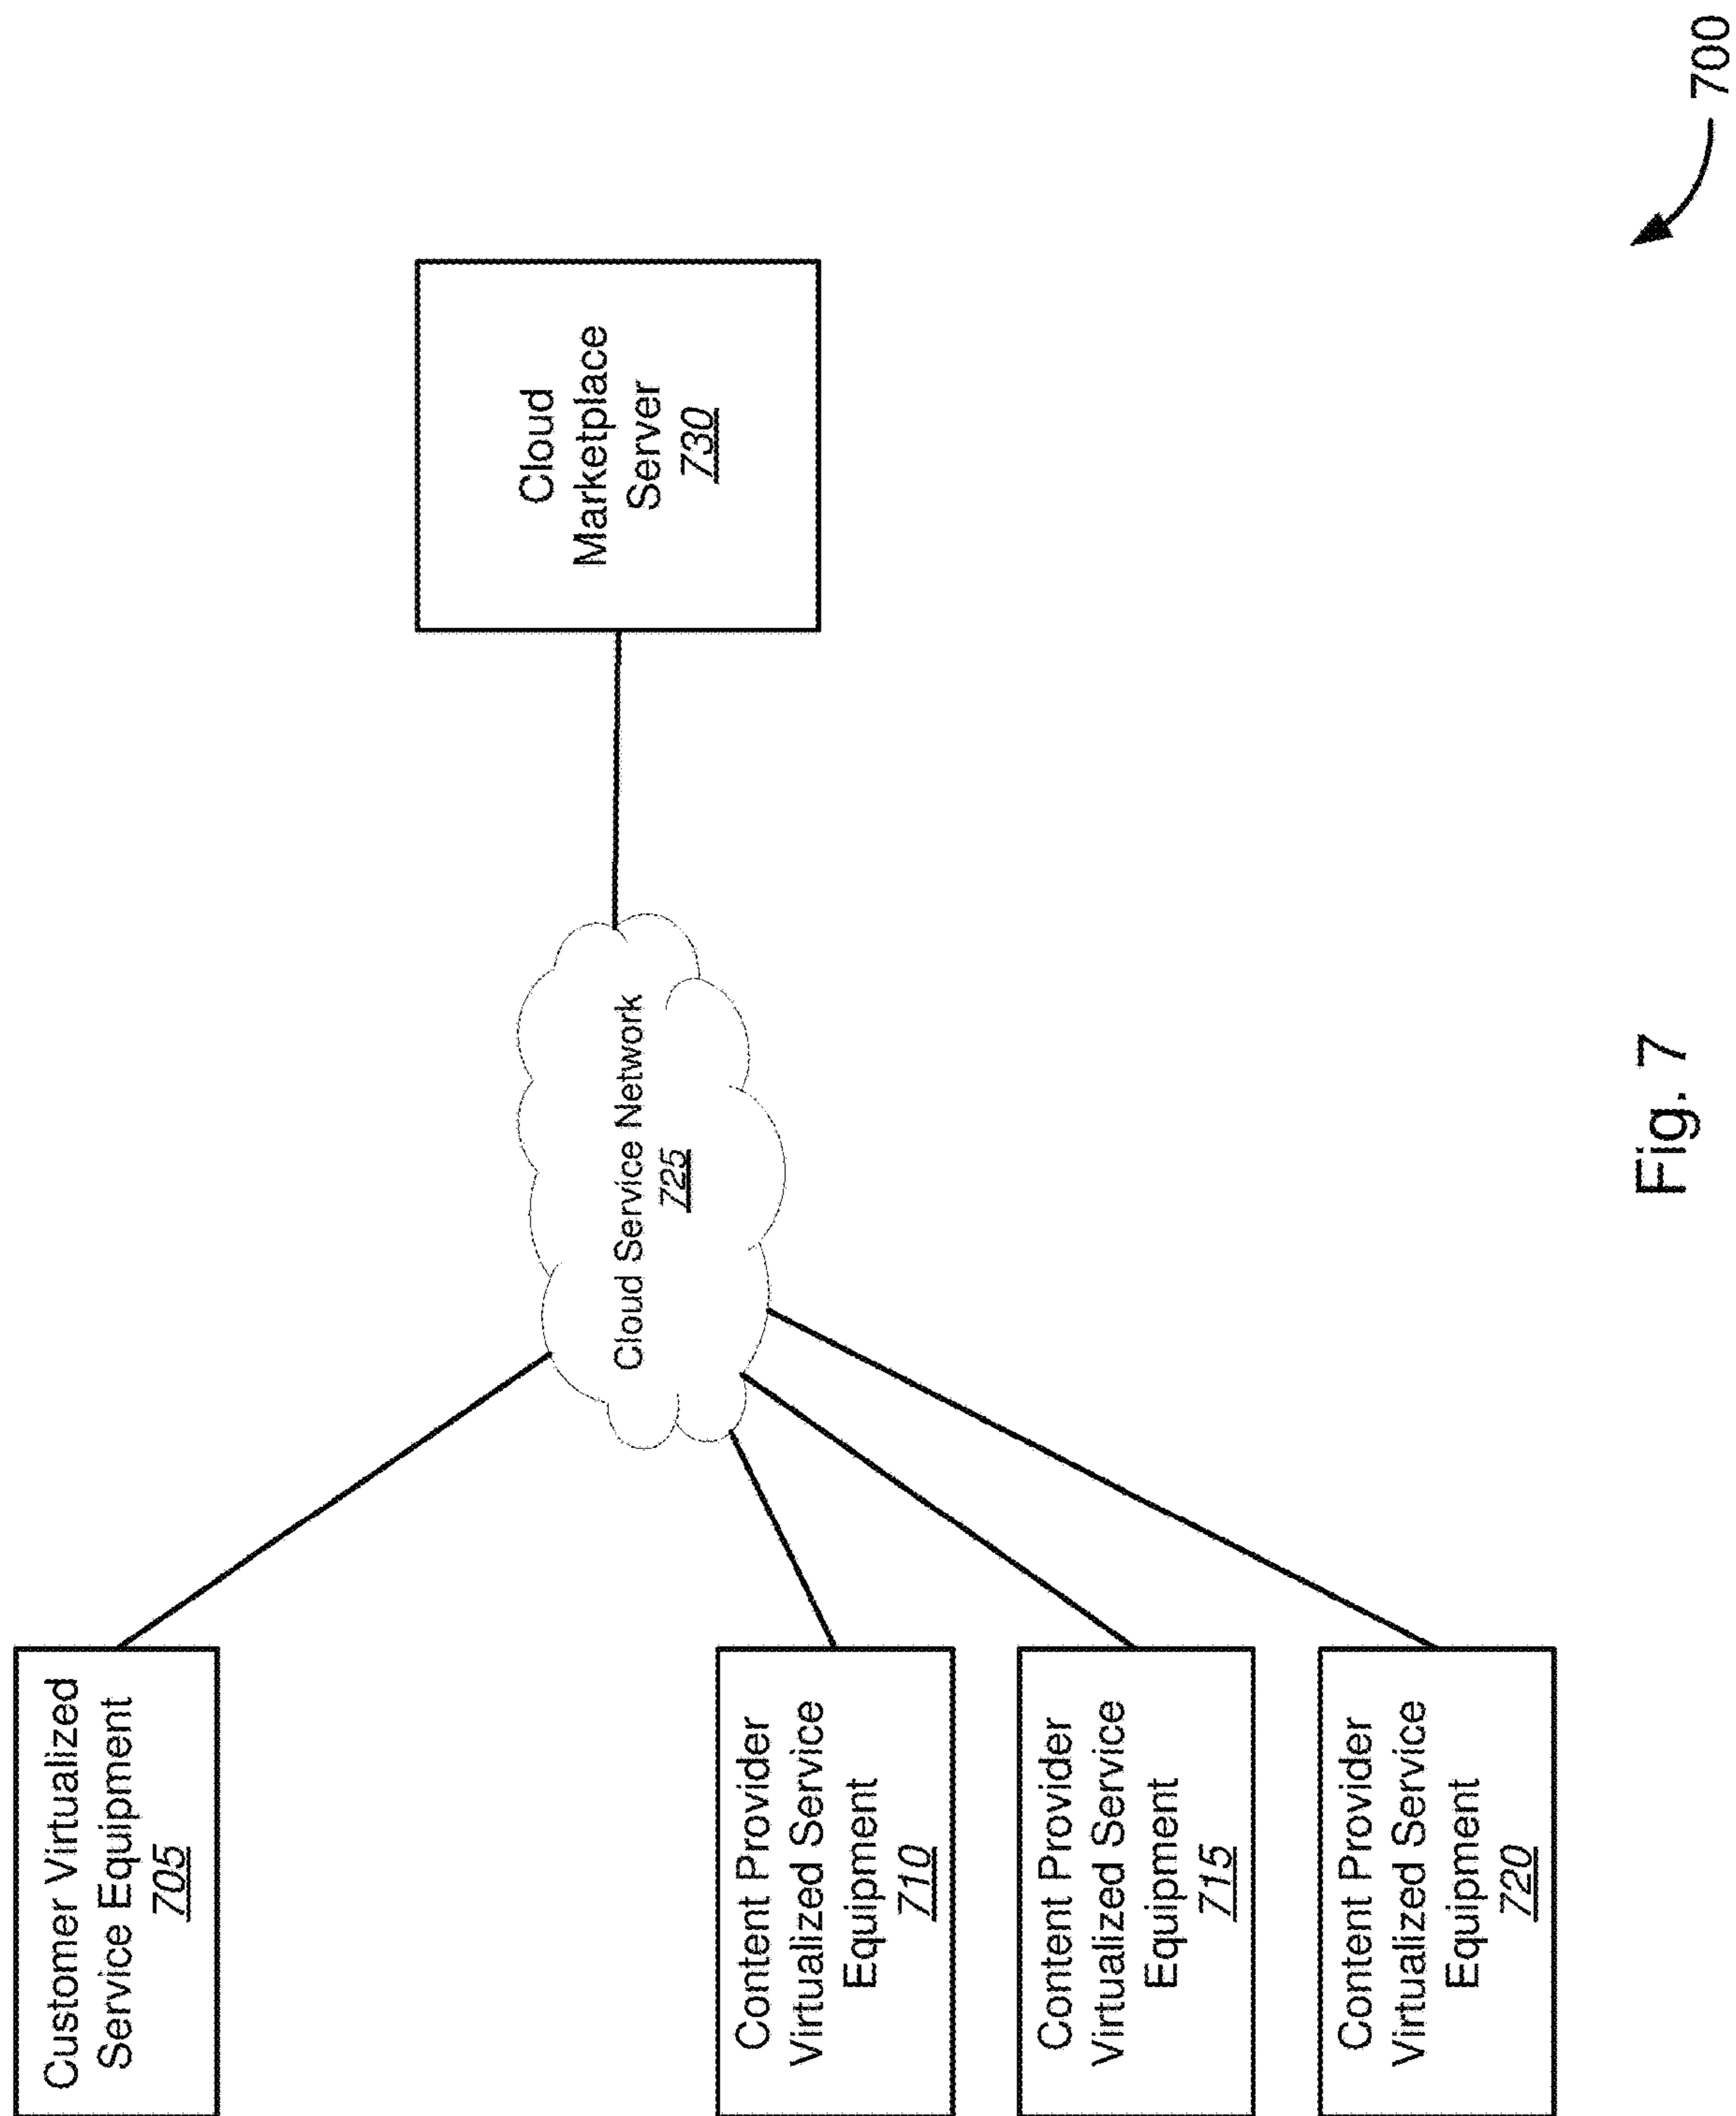 Customer Virtualized
Service Equipment
705
Content Provider
Virtualized Service
Equipment
710
Content Provider
Virtualized Service
Equipment
715
Content Provider
Virtualized Service
Equipment
720
Cloud Service Network
725
Cloud
Marketplace
Server
730
700
Fig. 7